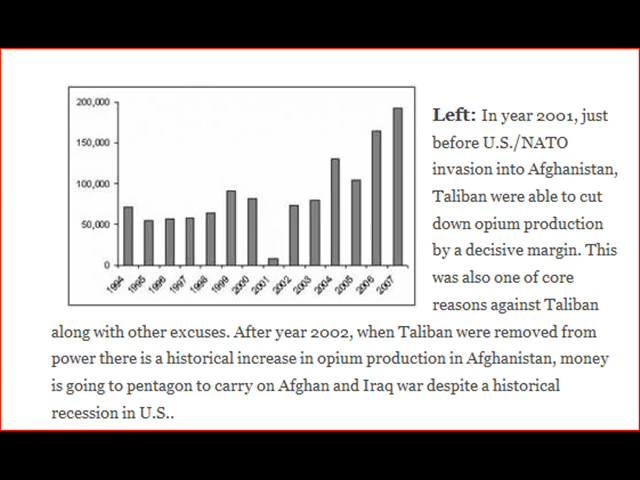 200,000
150,000
100,000
50,000
0
1994 1995 1996 1997 1998 1999 2000 2001 2002 2003 2004 2005 2006 2007
Left: In year 2001, just
before U.S./NATO
invasion into Afghanistan,
Taliban were able to cut
down opium production
by a decisive margin. This
was also one of core
reasons against Taliban
along with other excuses. After year 2002, when Taliban were removed from
power there is a historical increase in opium production in Afghanistan, money
is going to pentagon to carry on Afghan and Iraq war despite a historical
recession in U.S..